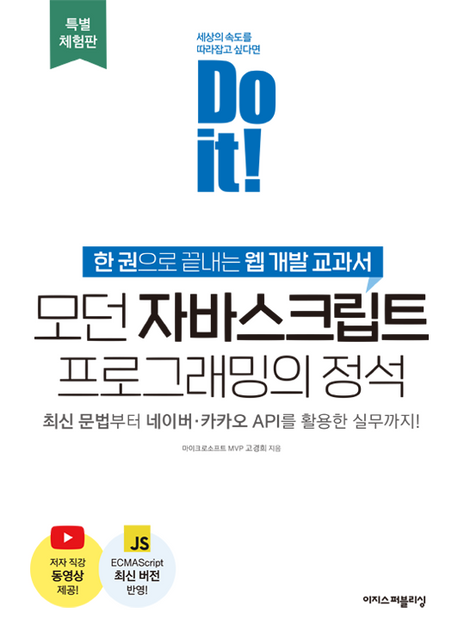 특별
체험판
세상의 속도를
따라잡고 싶다면
Do
it!
한 권으로 끝내는 웹 개발 교과서
모던 자바스크립트
프로그래밍의 정석
최신 문법부터 네이버·카카오 API를 활용한 실무까지!
마이크로소프트 MVP 고경희 지음
저자 직강
동영상
제공!
JS
ECMAScript
최신 버전
반영!
이지스퍼블리싱